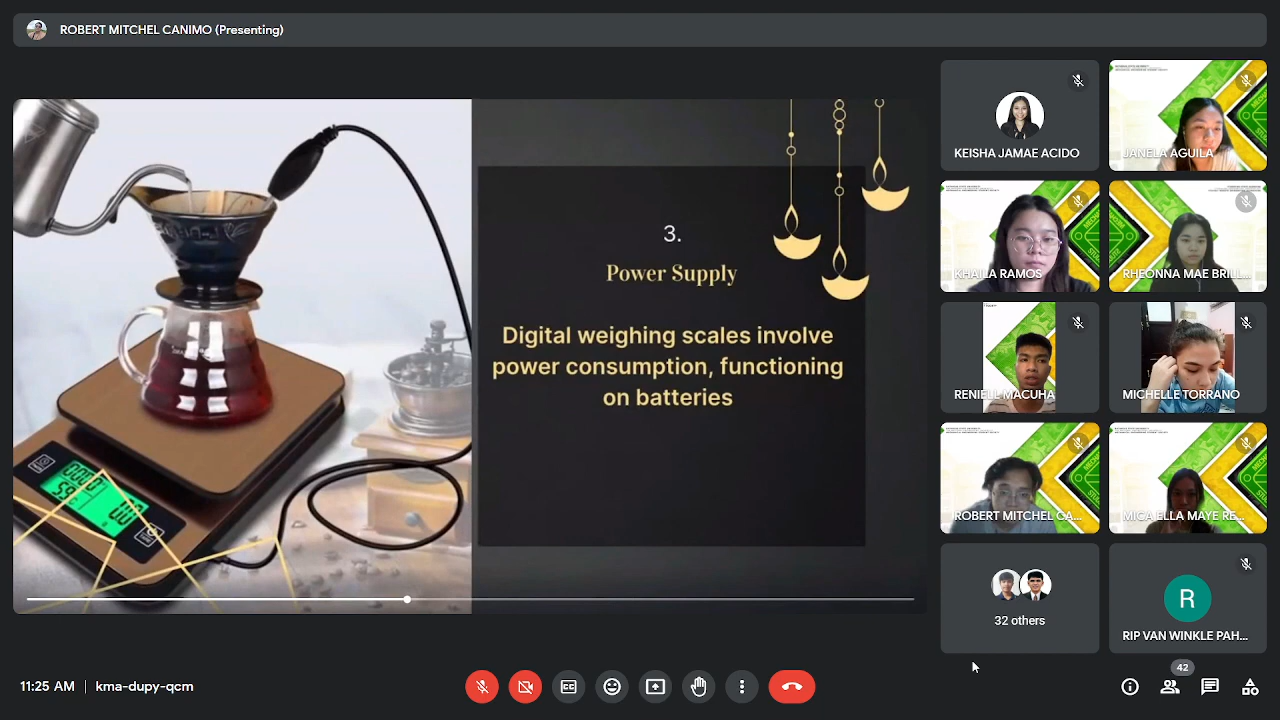 ROBERT MITCHEL CANIMO (Presenting)
3.
Power Supply
Digital weighing scales involve
power consumption, functioning
on batteries
KEISHA JAMAE ACIDO
JANELA AGUILA
KHAILA RAMOS
RHEONNA MAE BRILL...
RENIELL MACUHA
MICHELLE TORRANO
ROBERT MITCHEL CA...
MICA ELLA MAYE RE...
32 others
R
RIP VAN WINKLE PAH...
11:25 AM | kma-dupy-qcm
42